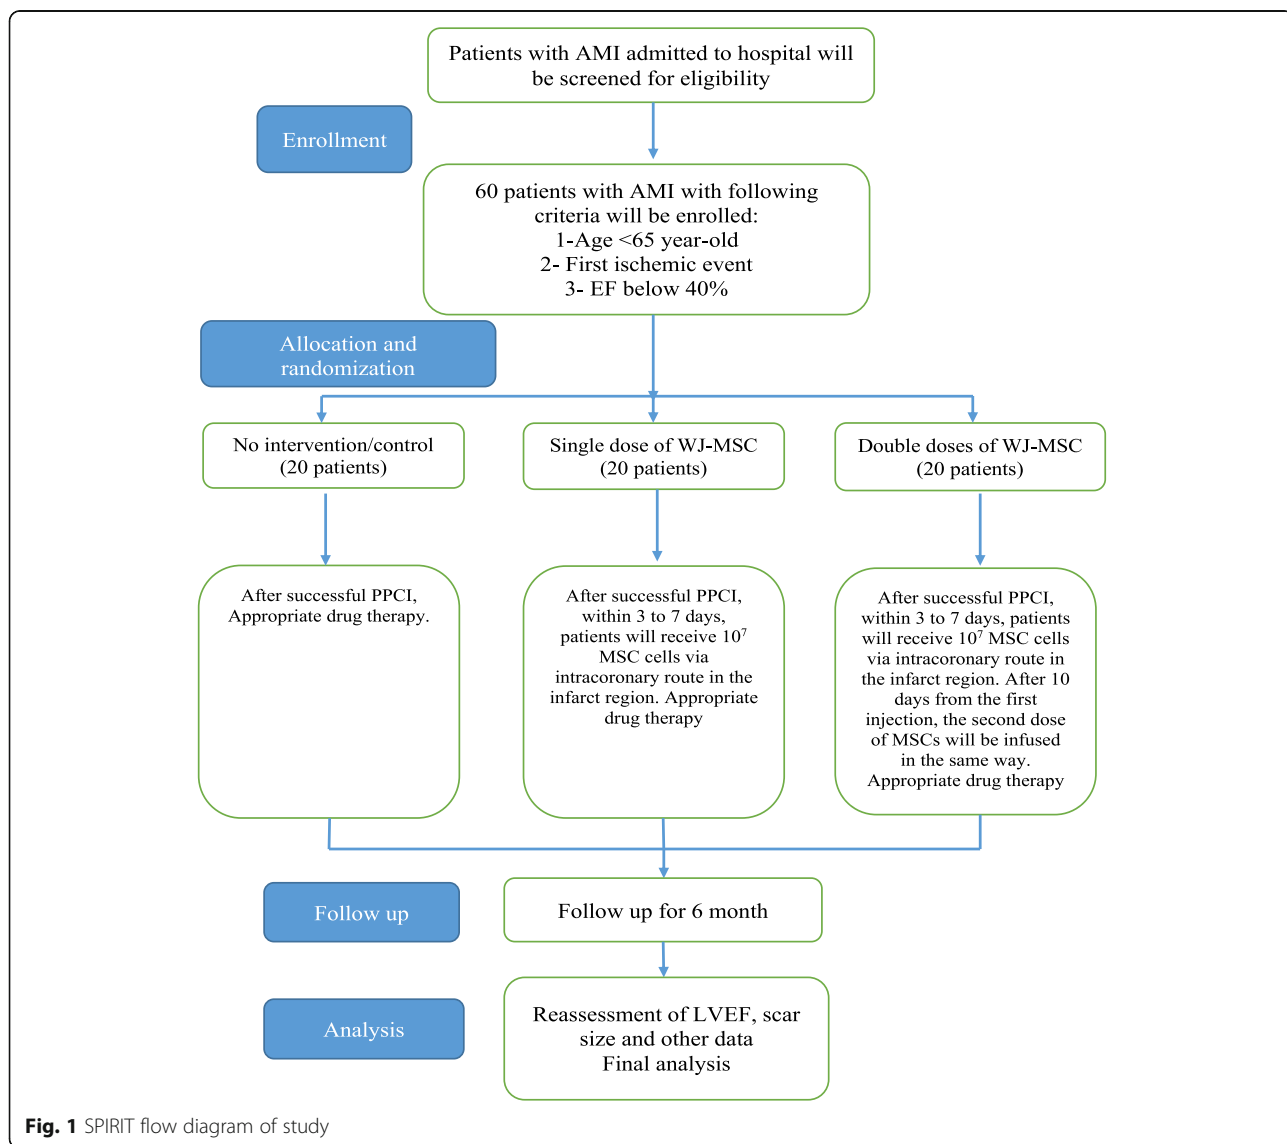 Patients with AMI admitted to hospital will
be screened for eligibility
Enrollment
60 patients with AMI with following
criteria will be enrolled:
1-Age <65 year-old
2- First ischemic event
3- EF below 40%
Allocation and
randomization
No intervention/control
(20 patients)
Single dose of WJ-MSC
(20 patients)
Double doses of WJ-MSC
(20 patients)
After successful PPCI,
Appropriate drug therapy.
After successful PPCI,
within 3 to 7 days,
patients will receive 10⁷
MSC cells via
intracoronary route in the
infarct region. Appropriate
drug therapy
After successful PPCI,
within 3 to 7 days, patients
will receive 10⁷ MSC cells
via intracoronary route in
the infarct region. After 10
days from the first
injection, the second dose
of MSCs will be infused
in the same way.
Appropriate drug therapy
Follow up
Follow up for 6 month
Analysis
Reassessment of LVEF, scar
size and other data
Final analysis
Fig. 1 SPIRIT flow diagram of study